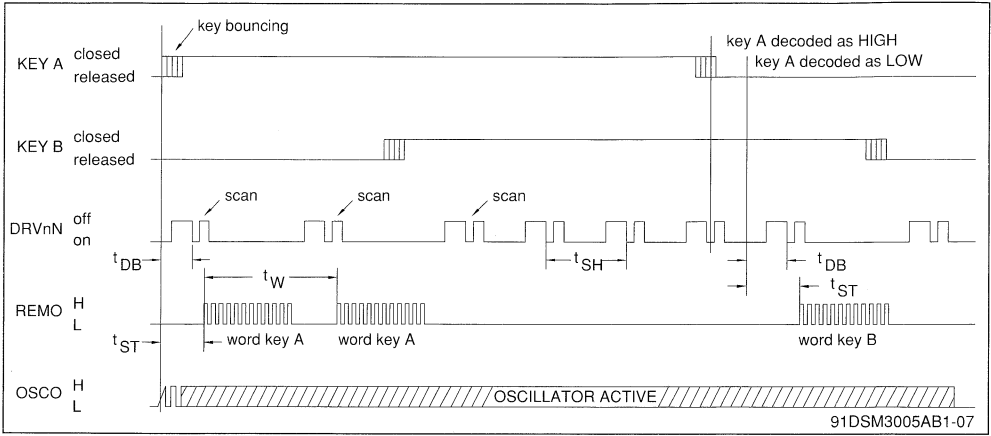 key bouncing
KEY A
closed
released
key A decoded as HIGH
key A decoded as LOW
KEY B
closed
released
DRVnN
off
on
scan
scan
scan
t DB
t W
t SH
t DB
t ST
REMO
H
L
word key A
word key A
word key B
t ST
OSCO
H
L
OSCILLATOR ACTIVE
91DSM3005AB1-07